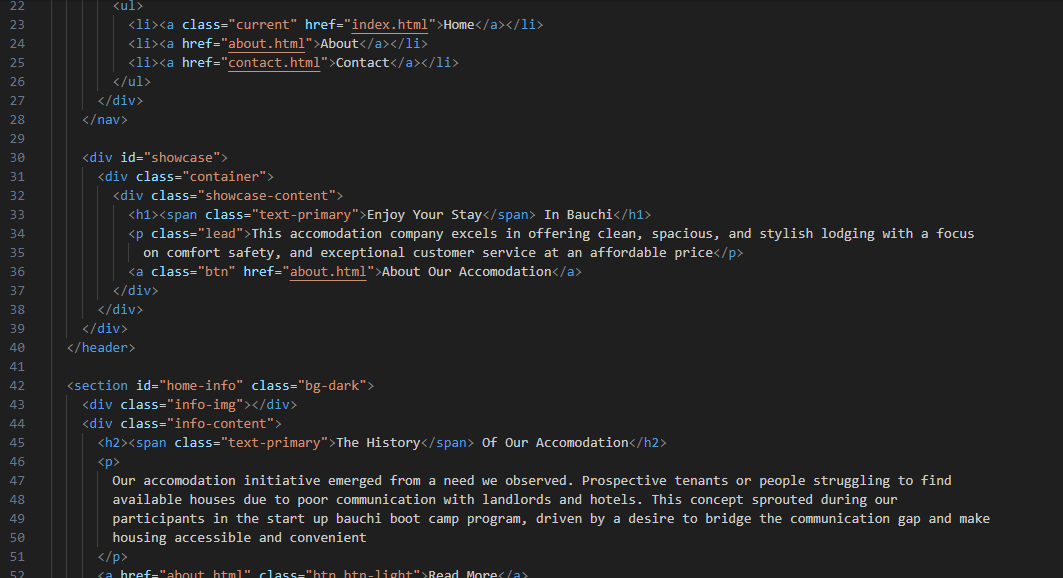 22 <ul>
23 <li><a class="current" href="index.html">Home</a></li>
24 <li><a href="about.html">About</a></li>
25 <li><a href="contact.html">Contact</a></li>
26 </ul>
27 </div>
28 </nav>
29
30 <div id="showcase">
31 <div class="container">
32 <div class="showcase-content">
33 <h1><span class="text-primary">Enjoy Your Stay</span> In Bauchi</h1>
34 <p class="lead">This accomodation company excels in offering clean, spacious, and stylish lodging with a focus
35 on comfort safety, and exceptional customer service at an affordable price</p>
36 <a class="btn" href="about.html">About Our Accomodation</a>
37 </div>
38 </div>
39 </div>
40 </header>
41
42 <section id="home-info" class="bg-dark">
43 <div class="info-img"></div>
44 <div class="info-content">
45 <h2><span class="text-primary">The History</span> Of Our Accomodation</h2>
46 <p>
47 Our accomodation initiative emerged from a need we observed. Prospective tenants or people struggling to find
48 available houses due to poor communication with landlords and hotels. This concept sprouted during our
49 participants in the start up bauchi boot camp program, driven by a desire to bridge the communication gap and make
50 housing accessible and convenient
51 </p>
52 <a href="about.html" class="btn btn-light">Read More</a>